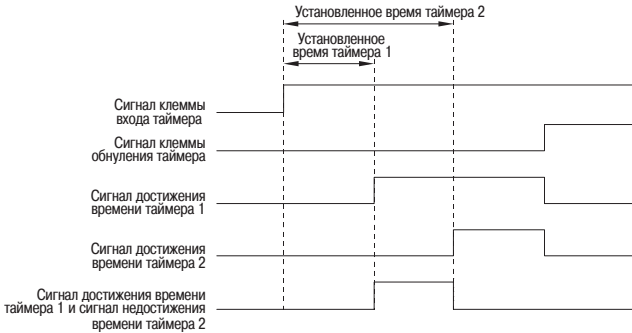 Установленное время таймера 2
Установленное
время таймера 1
Сигнал клеммы
входа таймера
Сигнал клеммы
обнуления таймера
Сигнал достижения
времени таймера 1
Сигнал достижения
времени таймера 2
Сигнал достижения времени
таймера 1 и сигнал недостижения
времени таймера 2